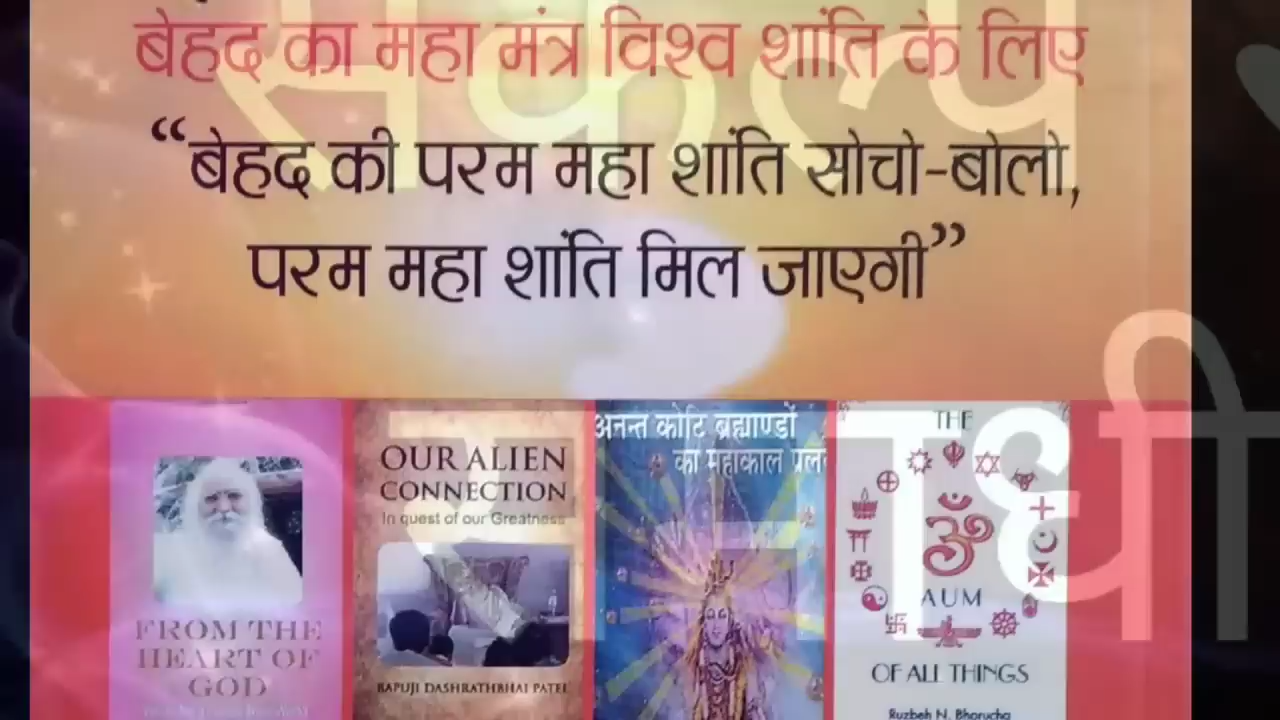 बेहद का महा मंत्र विश्व शांति के लिए
संकल्प
“बेहद की परम महा शांति सोचो-बोलो,
परम महा शांति मिल जाएगी”
FROM THE
HEART OF
GOD
OUR ALIEN
CONNECTION
In quest of our Greatness
BAPUJI DASHRATHBHAI PATEL
अनन्त कोटि ब्रह्माण्डों
का महाकाल
THE
ॐ
AUM
OF ALL THINGS
Ruzbeh N. Bharucha